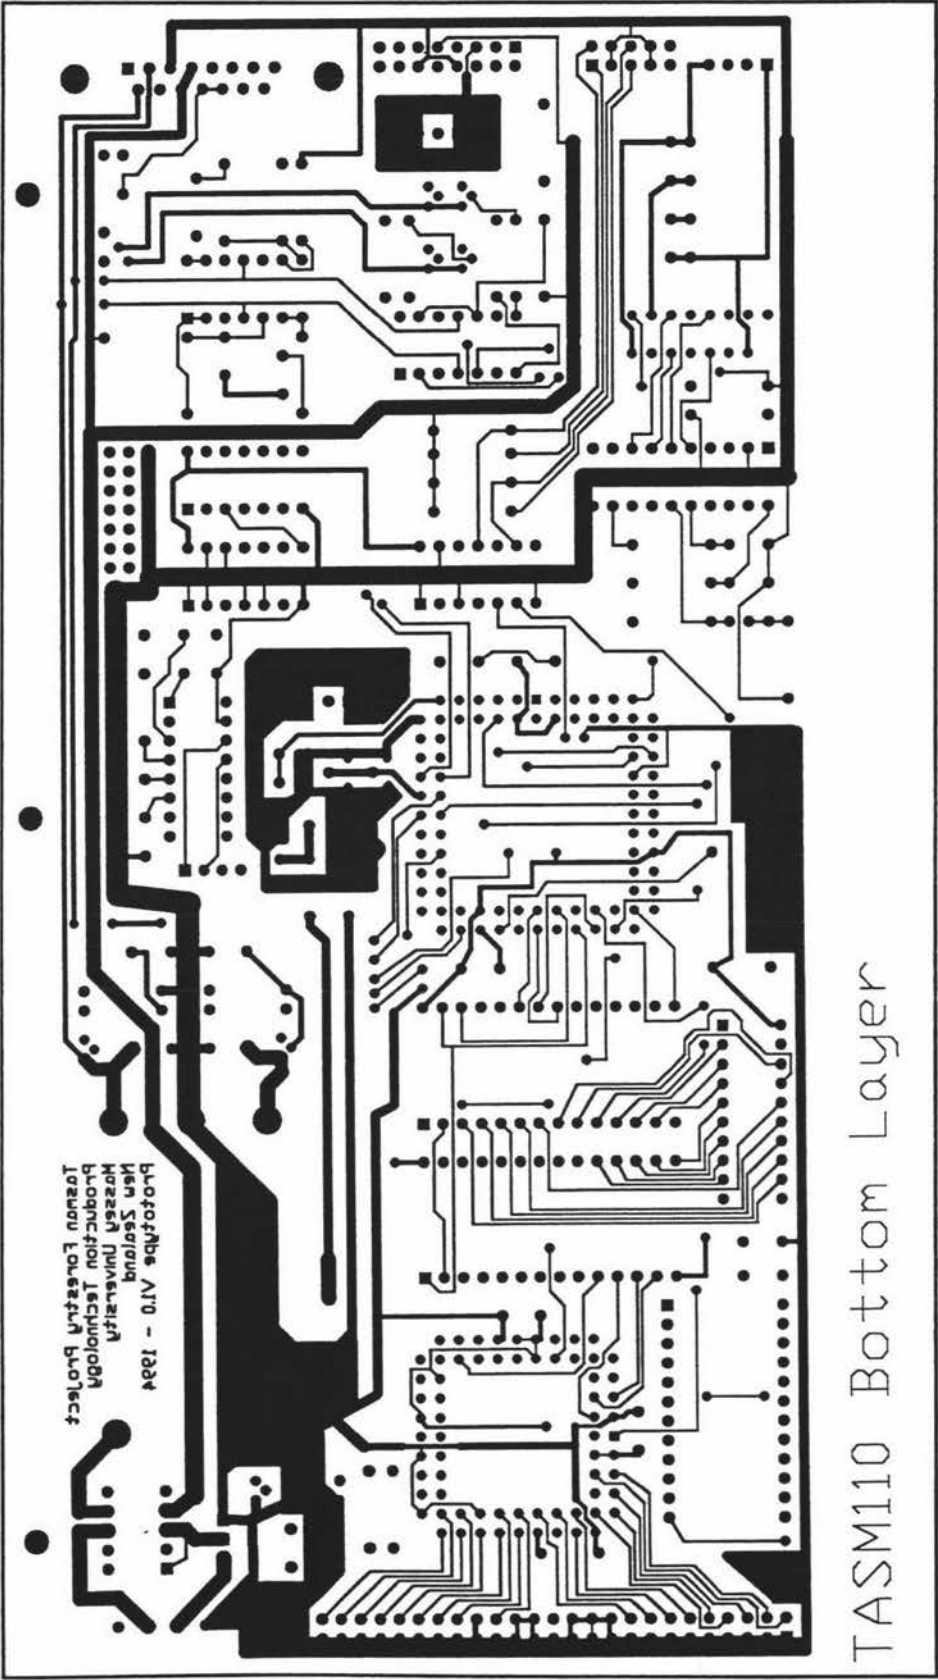 TASM110 Bottom Layer
Tasman Forestry Project
Production Technology
Massey University
New Zealand
Prototype V1.0 - 1994